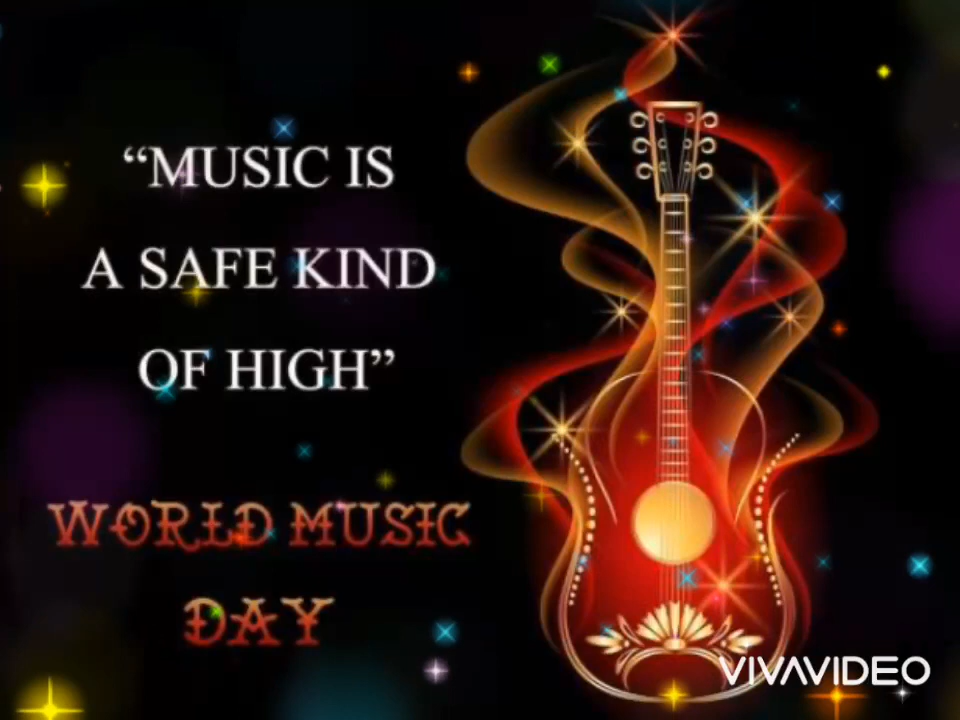 “MUSIC IS
A SAFE KIND
OF HIGH”
WORLD MUSIC
DAY
VIVAVIDEO